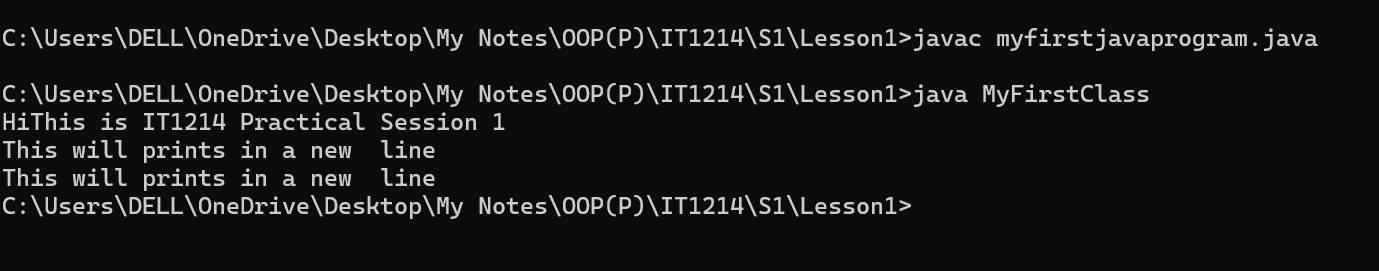 C:\Users\DELL\OneDrive\Desktop\My Notes\OOP(P)\IT1214\S1\Lesson1>javac myfirstjavaprogram.java
C:\Users\DELL\OneDrive\Desktop\My Notes\OOP(P)\IT1214\S1\Lesson1>java MyFirstClass
HiThis is IT1214 Practical Session 1
This will prints in a new  line
This will prints in a new  line
C:\Users\DELL\OneDrive\Desktop\My Notes\OOP(P)\IT1214\S1\Lesson1>